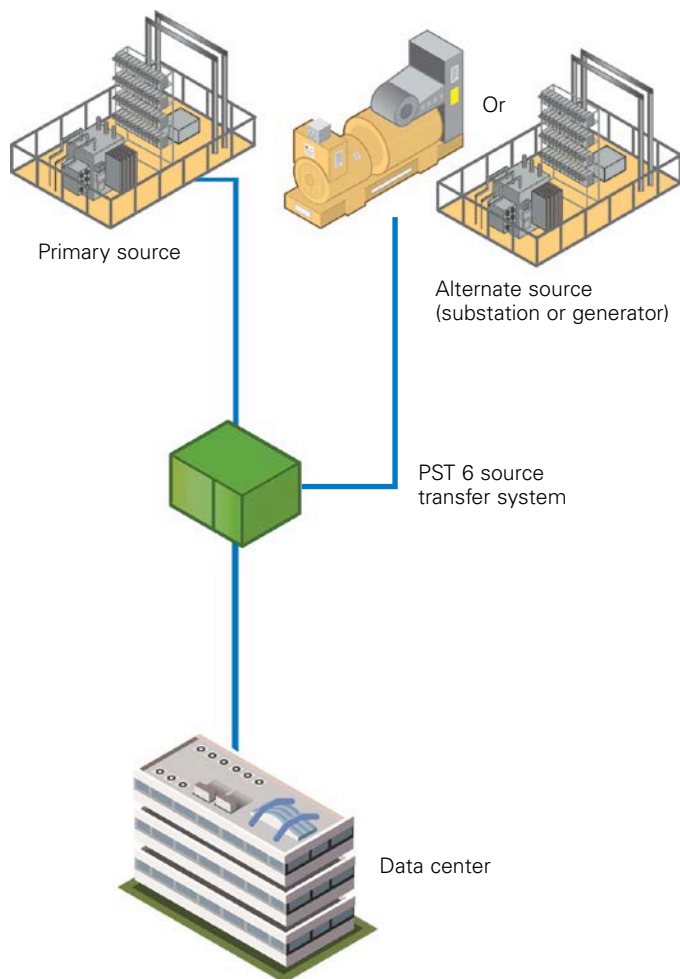 Or
Primary source
Alternate source
(substation or generator)
PST 6 source
transfer system
Data center